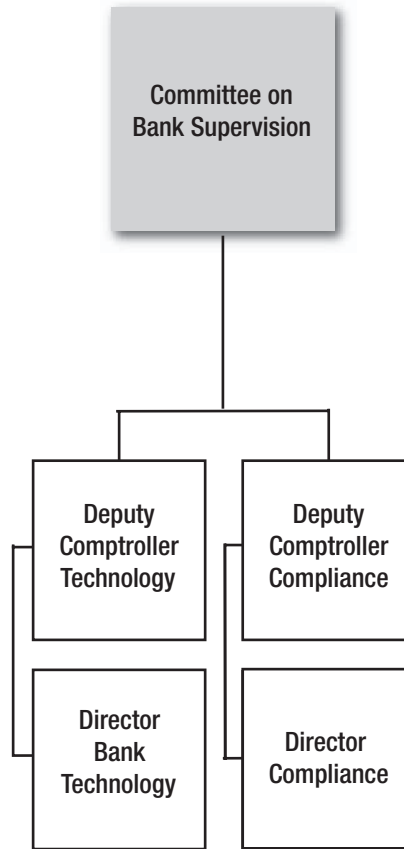 Committee on
Bank Supervision
Deputy
Comptroller
Technology
Deputy
Comptroller
Compliance
Director
Bank
Technology
Director
Compliance